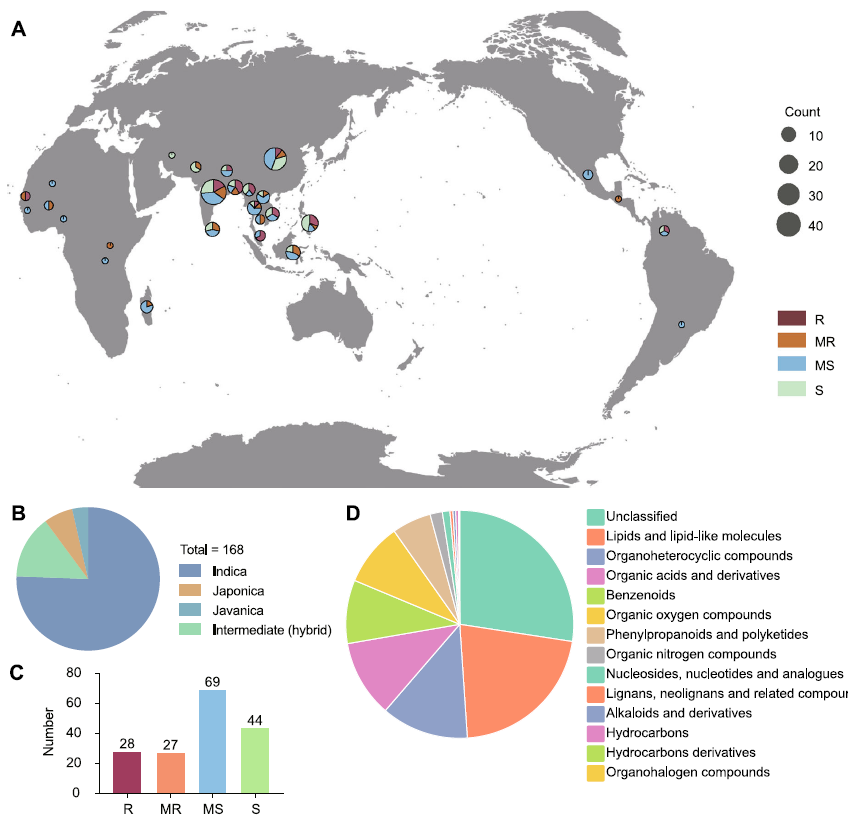 A
Count
10
20
30
40
R
MR
MS
S
B
Total = 168
Indica
Japonica
Javanica
Intermediate (hybrid)
C
Number
80
60
40
20
0
28
27
69
44
R
MR
MS
S
D
Unclassified
Lipids and lipid-like molecules
Organoheterocyclic compounds
Organic acids and derivatives
Benzenoids
Organic oxygen compounds
Phenylpropanoids and polyketides
Organic nitrogen compounds
Nucleosides, nucleotides and analogues
Lignans, neolignans and related compour
Alkaloids and derivatives
Hydrocarbons
Hydrocarbons derivatives
Organohalogen compounds